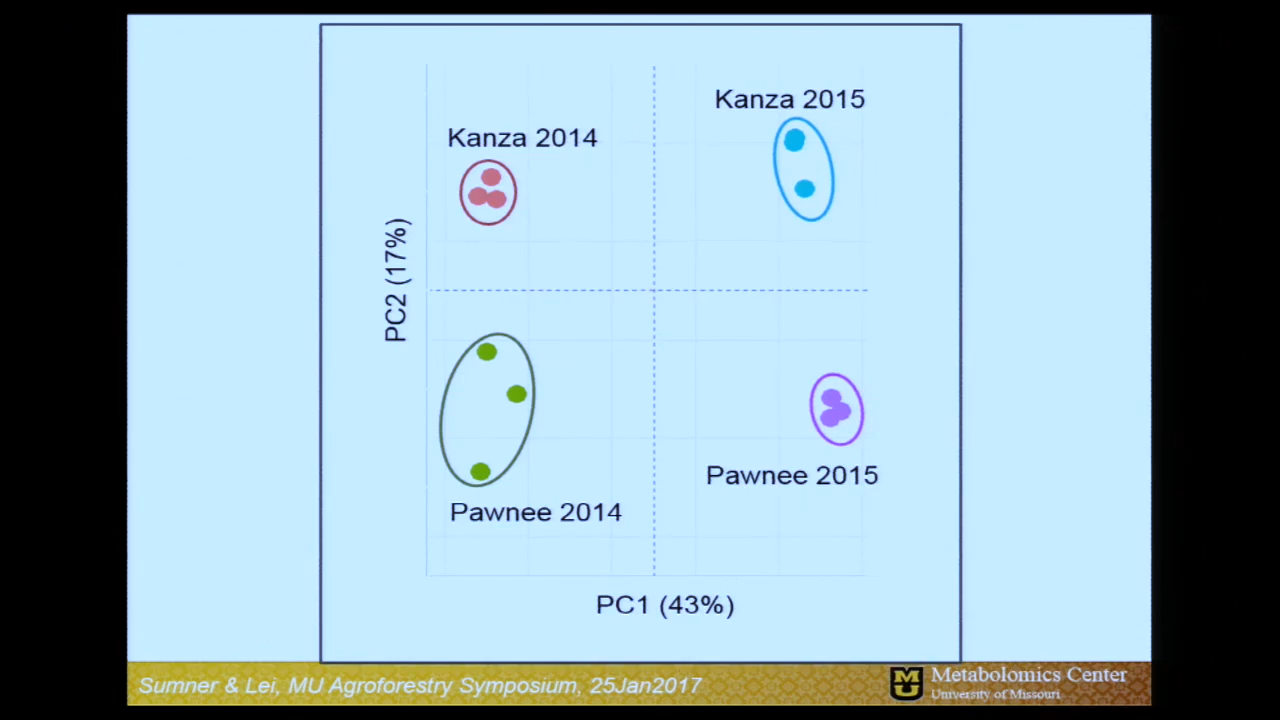 Kanza 2015
Kanza 2014
PC2 (17%)
Pawnee 2015
Pawnee 2014
PC1 (43%)
Sumner & Lei, MU Agroforestry Symposium, 25Jan2017
MU
Metabolomics Center
University of Missouri